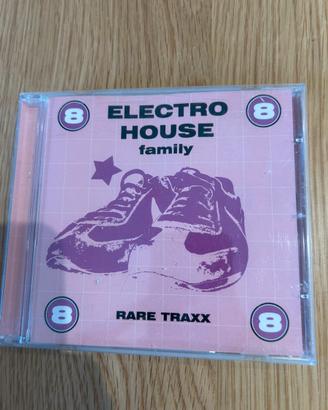 8 ELECTRO 8
HOUSE
family
8 RARE TRAXX 8